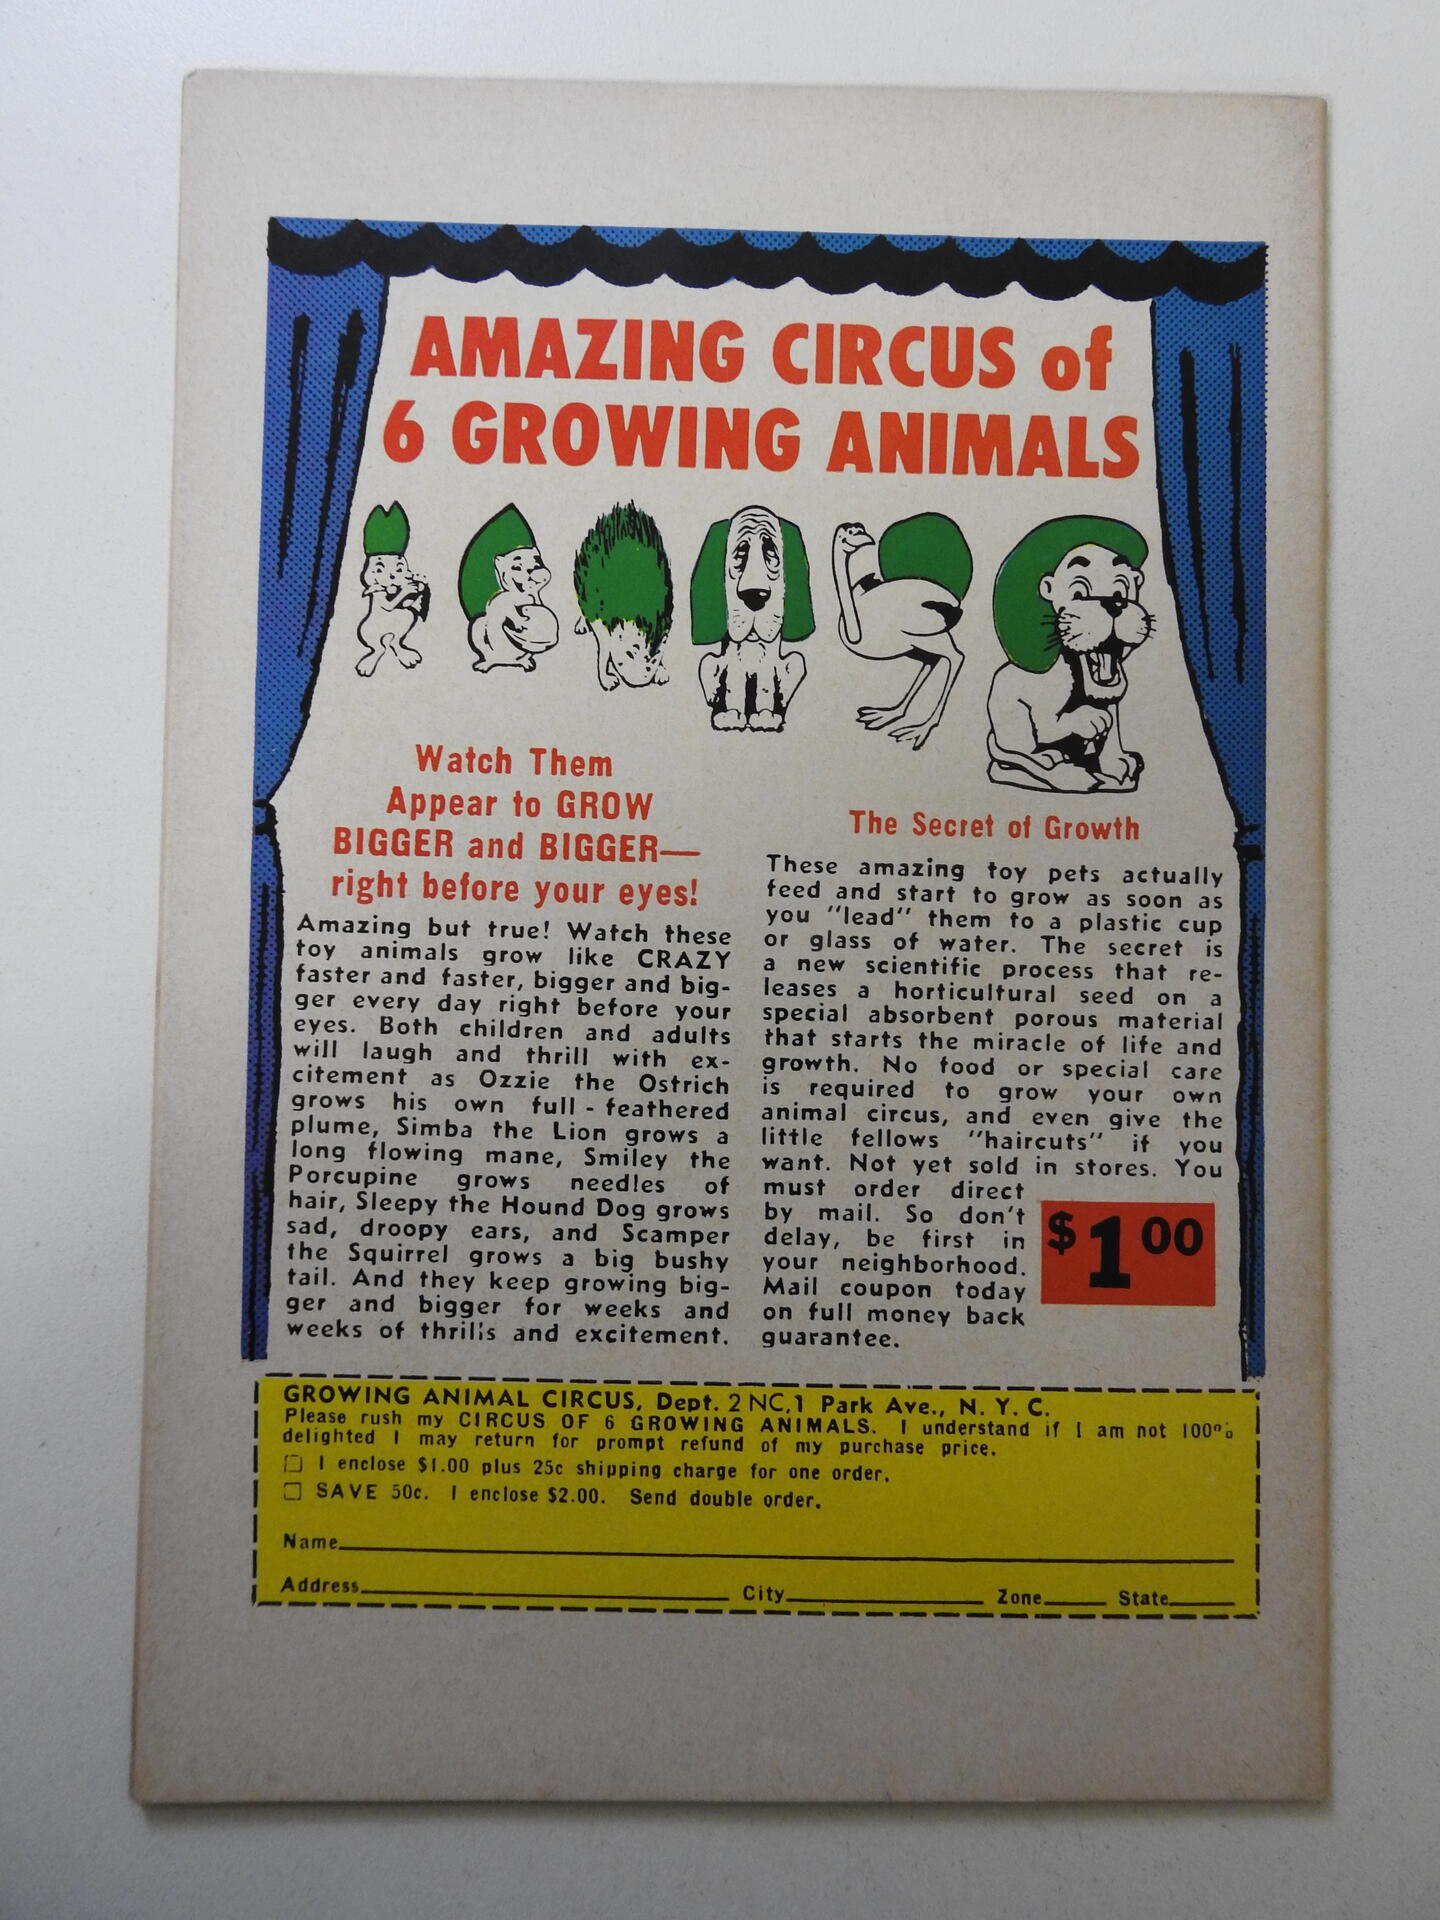 AMAZING CIRCUS of
6 GROWING ANIMALS
Watch Them
Appear to GROW
BIGGER and BIGGER—
right before your eyes!
Amazing but true! Watch these
toy animals grow like CRAZY
faster and faster, bigger and big-
ger every day right before your
eyes. Both children and adults
will laugh and thrill with ex-
citement as Ozzie the Ostrich
grows his own full - feathered
plume, Simba the Lion grows a
long flowing mane, Smiley the
Porcupine grows needles of
hair, Sleepy the Hound Dog grows
sad, droopy ears, and Scamper
the Squirrel grows a big bushy
tail. And they keep growing big-
ger and bigger for weeks and
weeks of thrills and excitement.
The Secret of Growth
These amazing toy pets actually
feed and start to grow as soon as
you "lead" them to a plastic cup
or glass of water. The secret is
a new scientific process that re-
leases a horticultural seed on a
special absorbent porous material
that starts the miracle of life and
growth. No food or special care
is required to grow your own
animal circus, and even give the
little fellows "haircuts" if you
want. Not yet sold in stores. You
must order direct
by mail. So don't
delay, be first in
your neighborhood.
Mail coupon today
on full money back
guarantee.
$1 00
GROWING ANIMAL CIRCUS, Dept. 2 NC,1 Park Ave., N. Y. C.
Please rush my CIRCUS OF 6 GROWING ANIMALS. I understand if I am not 100%
delighted I may return for prompt refund of my purchase price.
☐ I enclose $1.00 plus 25c shipping charge for one order.
☐ SAVE 50c. I enclose $2.00. Send double order.
Name
Address City Zone State